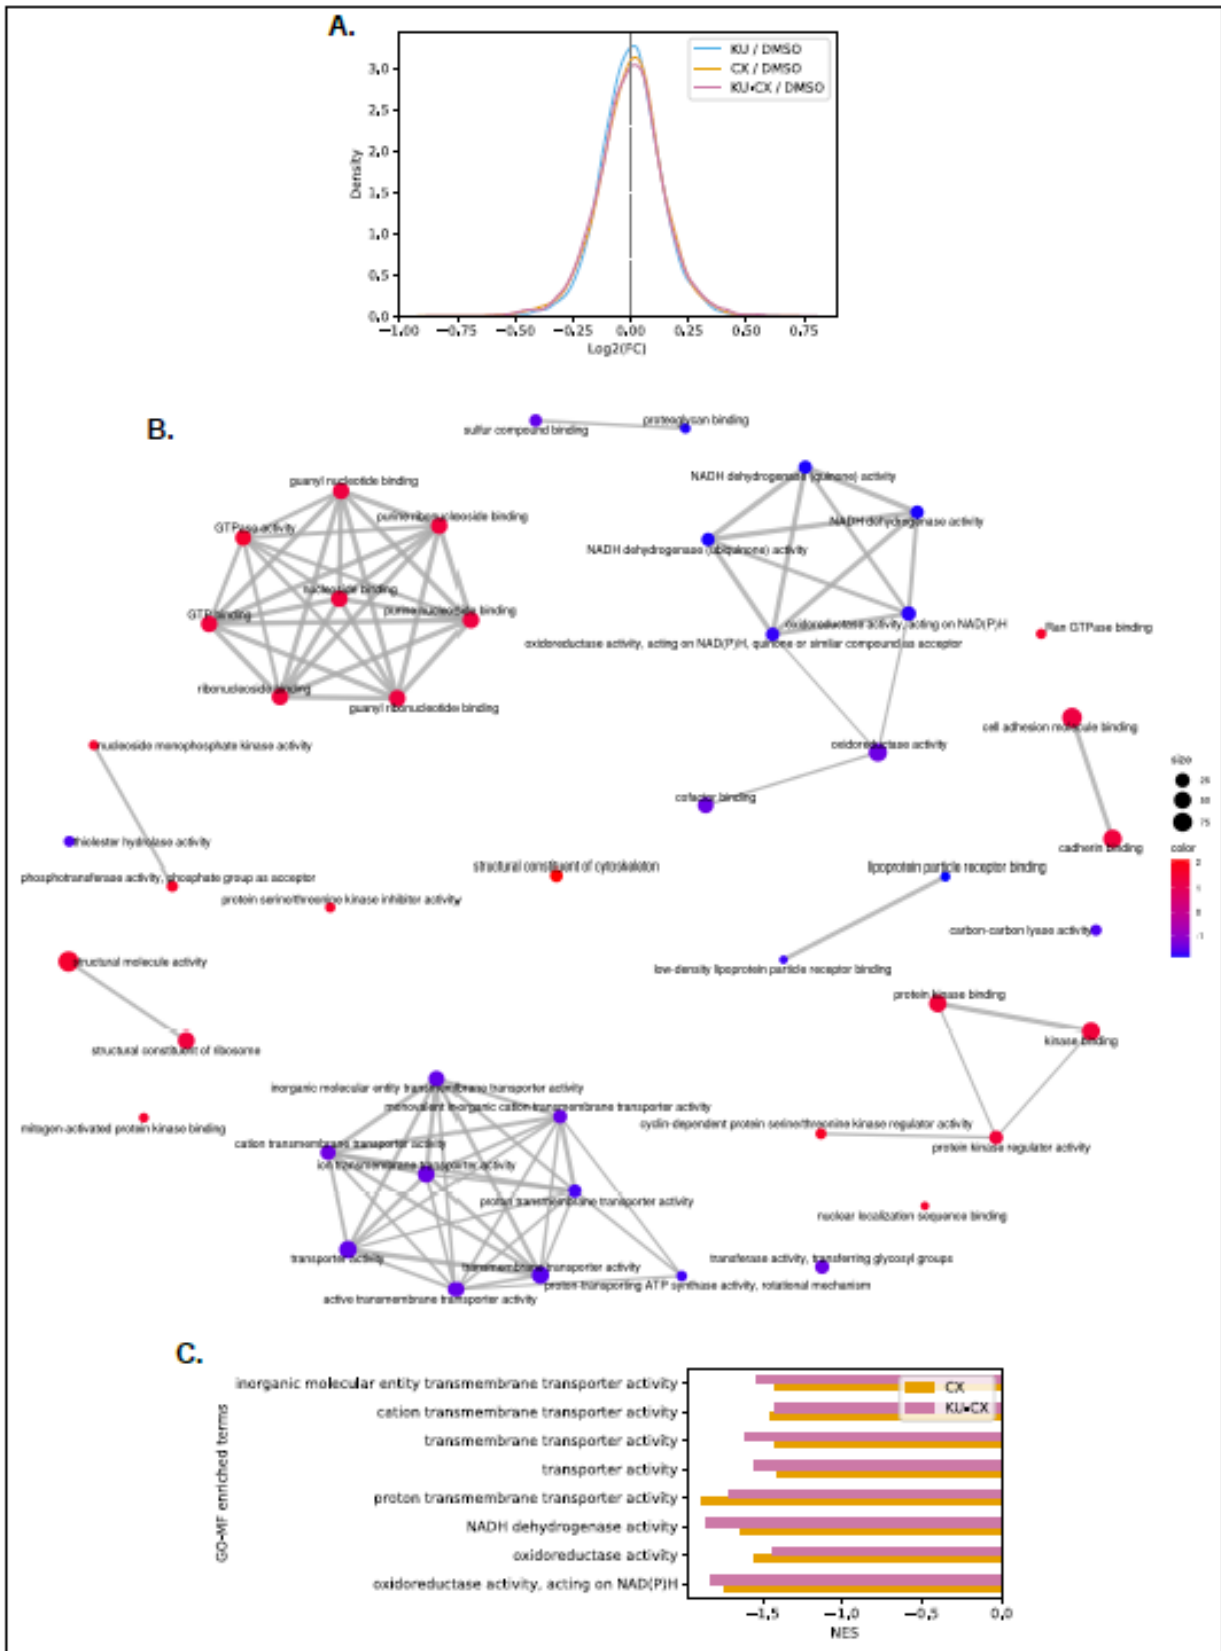 A.
KU / DMSO
CX / DMSO
KU•CX / DMSO
Density
3,0
2,5
2,0
1,5
1,0
0,5
0,0
−1,00 −0,75 −0,50 −0,25 0,00 0,25 0,50 0,75
Log2(FC)
B.
proteoglycan binding
sulfur compound binding
NADH dehydrogenase (quinone) activity
guanyl nucleotide binding
purine ribonucleoside binding
NADH dehydrogenase activity
GTPase activity
NADH dehydrogenase (ubiquinone) activity
nucleoside binding
purine nucleoside binding
GTP binding
oxidoreductase activity, acting on NAD(P)H
Ran GTPase binding
oxidoreductase activity, acting on NAD(P)H, quinone or similar compound as acceptor
ribonucleoside binding
guanyl ribonucleotide binding
cell adhesion molecule binding
nucleoside monophosphate kinase activity
oxidoreductase activity
size
25
50
75
cofactor binding
thiolester hydrolase activity
cadherin binding
color
2
1
0
-1
structural constituent of cytoskeleton
lipoprotein particle receptor binding
phosphotransferase activity, phosphate group as acceptor
protein serine/threonine kinase inhibitor activity
carbon-carbon lyase activity
structural molecule activity
low-density lipoprotein particle receptor binding
protein kinase binding
kinase binding
structural constituent of ribosome
inorganic molecular entity transmembrane transporter activity
monovalent inorganic cation transmembrane transporter activity
mitogen-activated protein kinase binding
cyclin-dependent protein serine/threonine kinase regulator activity
cation transmembrane transporter activity
protein kinase regulator activity
ion transmembrane transporter activity
proton transmembrane transporter activity
nuclear localization sequence binding
transporter activity
transferase activity, transferring glycosyl groups
transmembrane transporter activity
proton-transporting ATP synthase activity, rotational mechanism
active transmembrane transporter activity
C.
GO-MF enriched terms
inorganic molecular entity transmembrane transporter activity
cation transmembrane transporter activity
transmembrane transporter activity
transporter activity
proton transmembrane transporter activity
NADH dehydrogenase activity
oxidoreductase activity
oxidoreductase activity, acting on NAD(P)H
CX
KU•CX
−1,5 −1,0 −0,5 0,0
NES